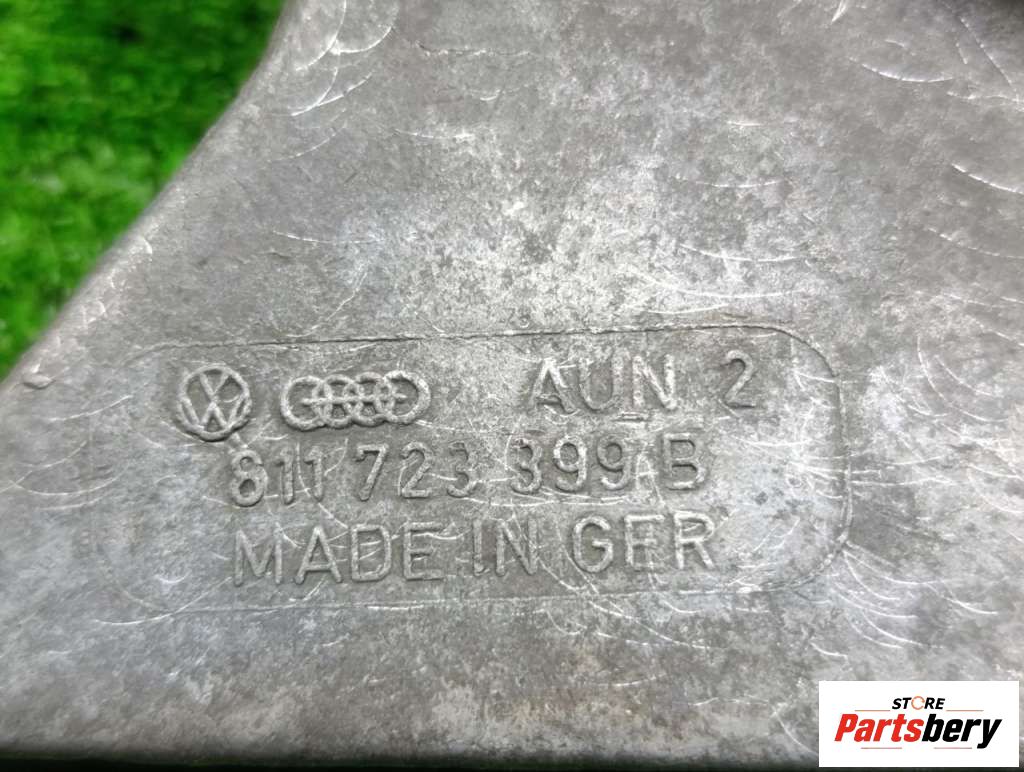 AUN 2
811 723 399 B
MADE IN GER
STORE
Partsbery